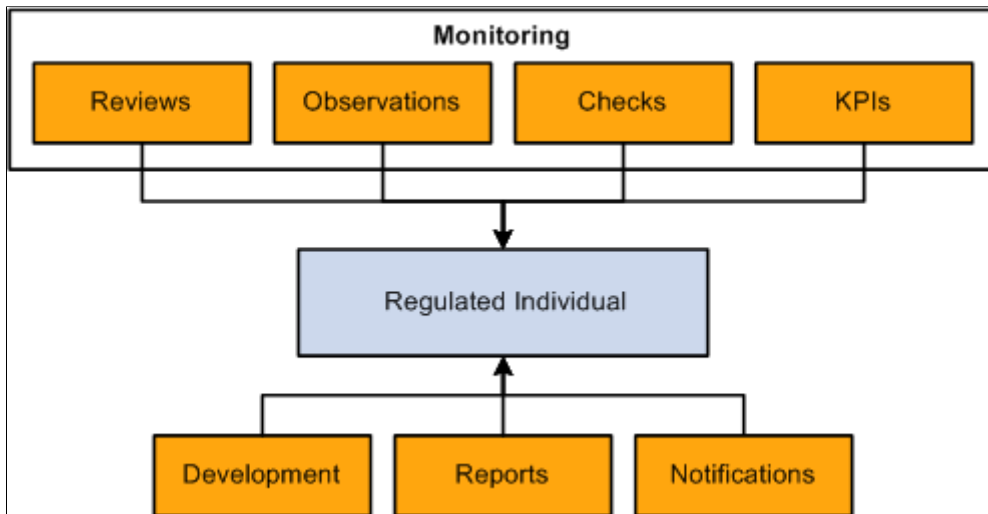 Monitoring
Reviews
Observations
Checks
KPIs
Regulated Individual
Development
Reports
Notifications